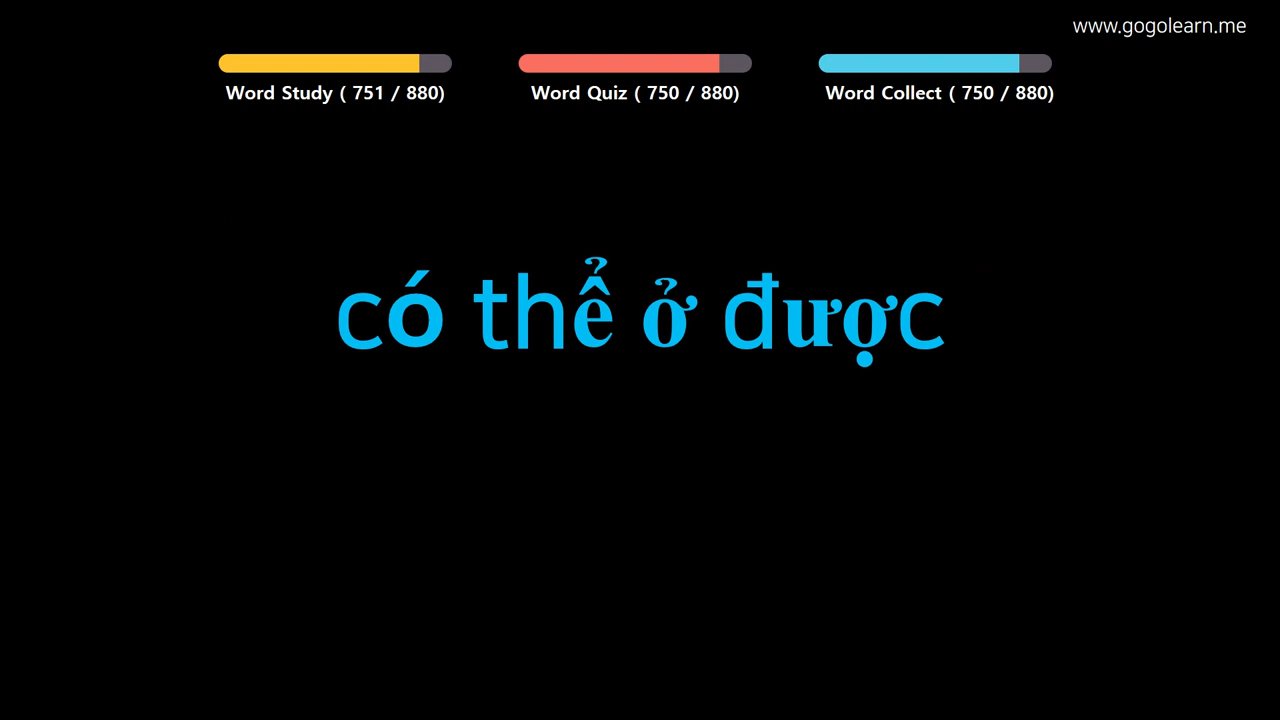 www.gogolearn.me
Word Study ( 751 / 880)
Word Quiz ( 750 / 880)
Word Collect ( 750 / 880)
có thể ở được